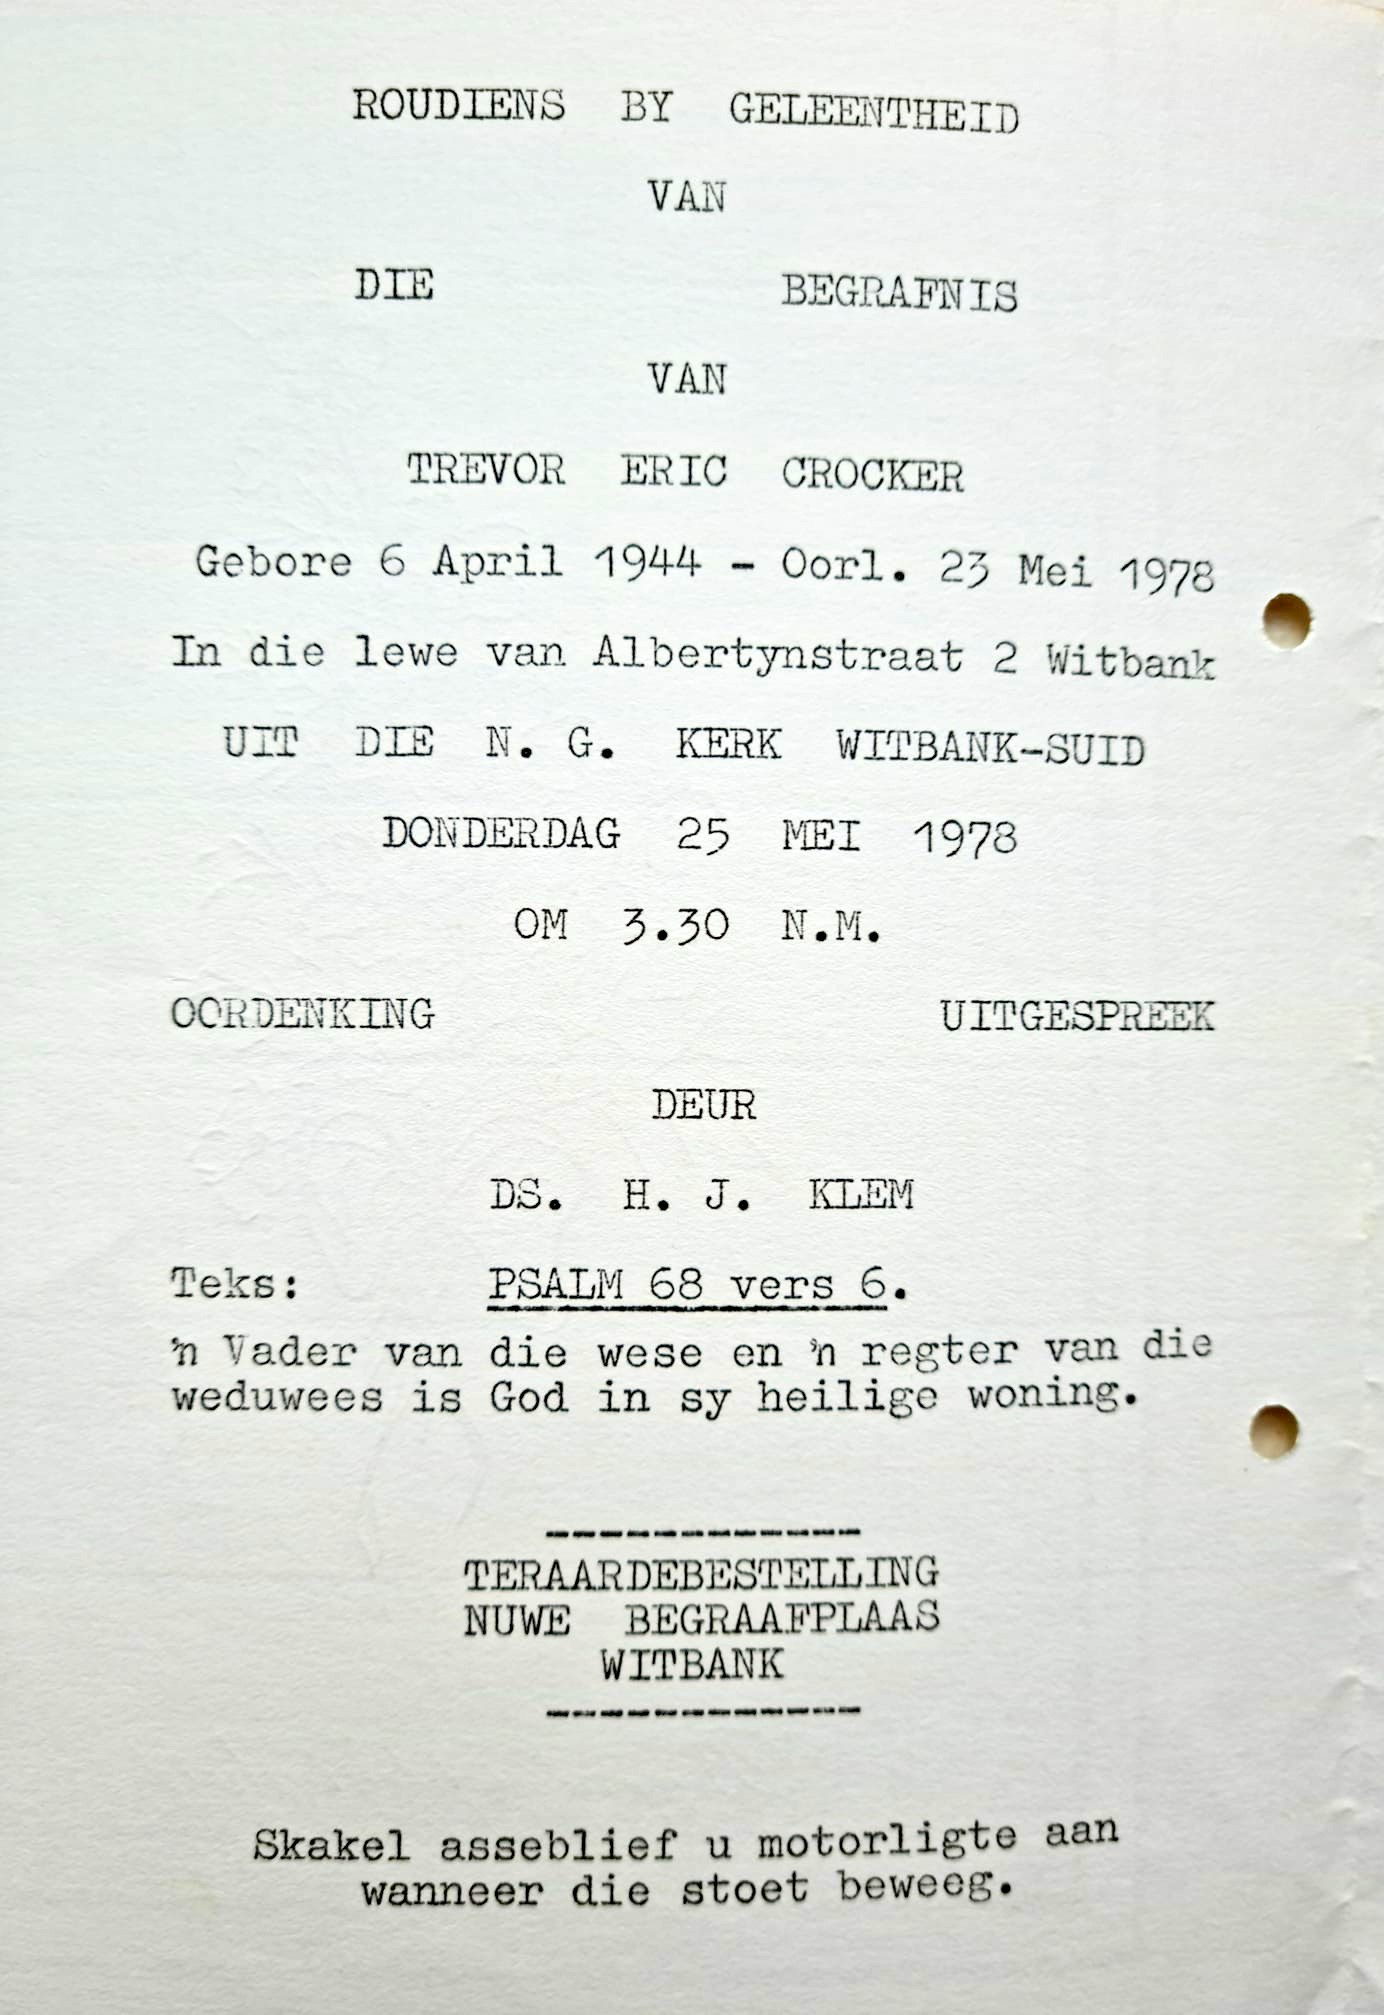 ROUDIENS BY GELEENTHEID
VAN
DIE BEGRAFNIS
VAN
TREVOR ERIC CROCKER
Gebore 6 April 1944 - Oorl. 23 Mei 1978
In die lewe van Albertynstraat 2 Witbank
UIT DIE N. G. KERK WITBANK-SUID
DONDERDAG 25 MEI 1978
OM 3.30 N.M.
OORDENKING UITGESPREEK
DEUR
DS. H. J. KLEM
Teks: PSALM 68 vers 6.
'n Vader van die wese en 'n regter van die
weduwees is God in sy heilige woning.
------------
TERAARDEBESTELLING
NUWE BEGRAAFPLAAS
WITBANK
------------
Skakel asseblief u motorligte aan
wanneer die stoet beweeg.